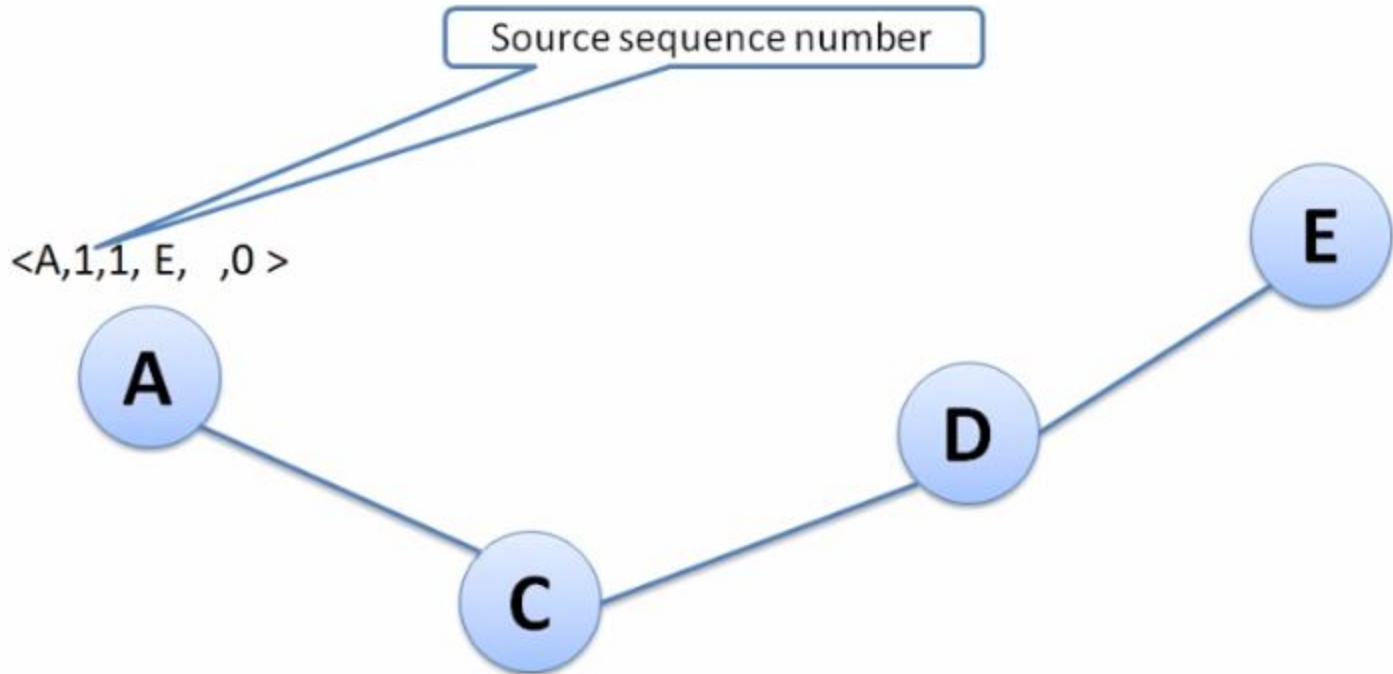 Source sequence number
<A,1,1, E, ,0 >
E
A
D
C